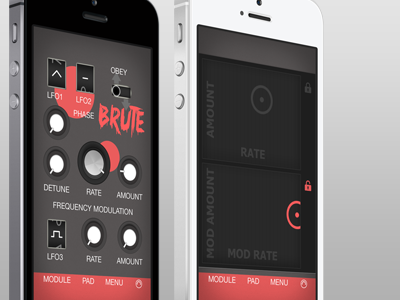 OBEY
LFO1
LFO2
PHASE
BRUTE
DETUNE
RATE
AMOUNT
FREQUENCY MODULATION
LFO3
RATE
AMOUNT
MODULE
PAD
MENU
AMOUNT
RATE
MOD AMOUNT
MOD RATE
MODULE
PAD
MENU